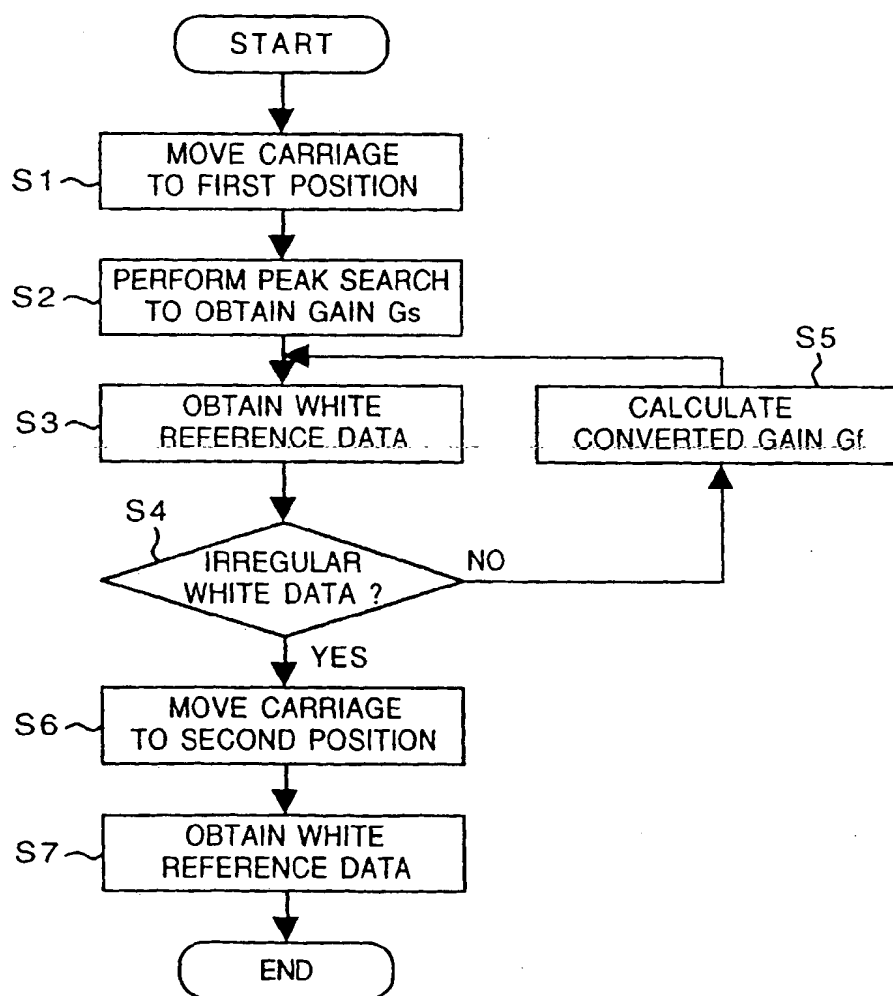 START
S1
MOVE CARRIAGE
TO FIRST POSITION
S2
PERFORM PEAK SEARCH
TO OBTAIN GAIN Gs
S3
OBTAIN WHITE
REFERENCE DATA
S5
CALCULATE
CONVERTED GAIN Gf
S4
IRREGULAR
WHITE DATA ?
NO
YES
S6
MOVE CARRIAGE
TO SECOND POSITION
S7
OBTAIN WHITE
REFERENCE DATA
END